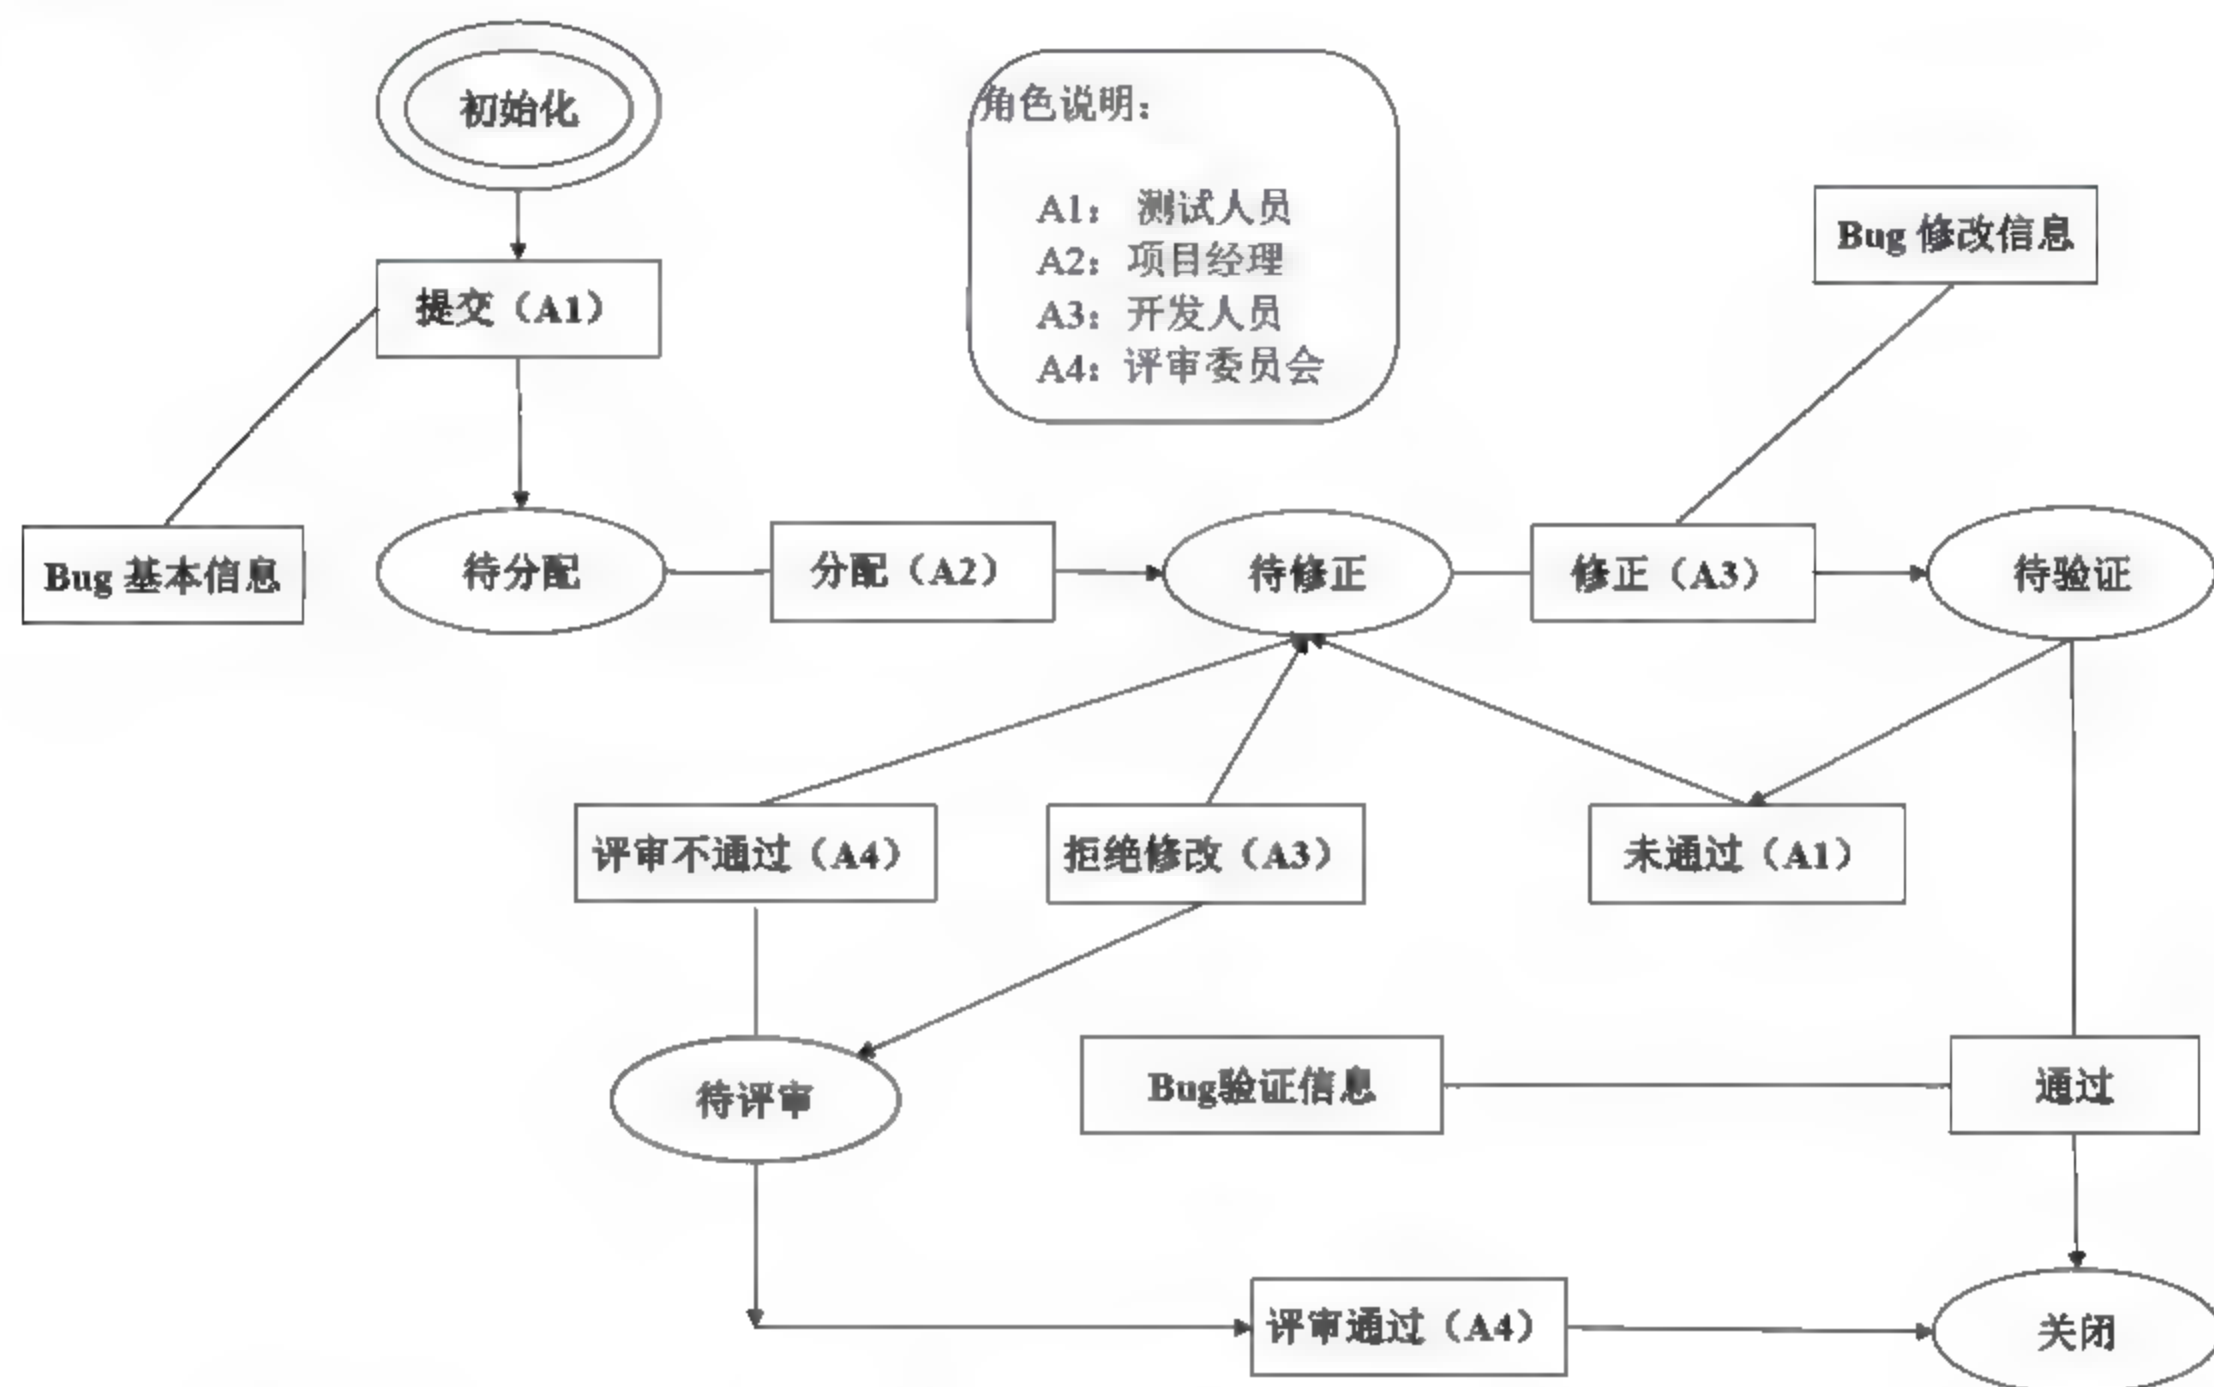 初始化
角色说明：
A1： 测试人员
A2：项目经理
A3：开发人员
A4：评审委员会
Bug 修改信息
提交（A1）
Bug 基本信息
待分配
分配（A2）
待修正
修正（A3）
待验证
评审不通过（A4）
拒绝修改（A3）
未通过（A1）
待评审
Bug验证信息
通过
评审通过（A4）
关闭